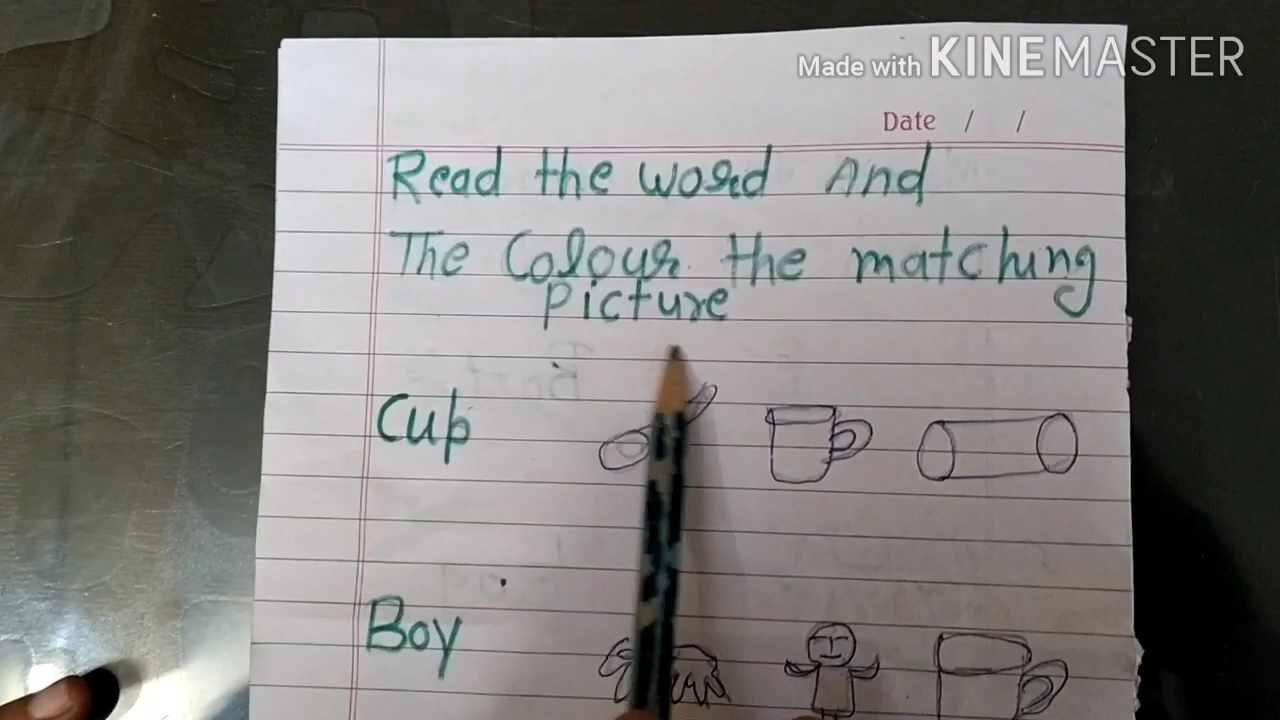 Made with KINEMASTER
Date / /
Read the word And
The Colour the matching
picture
Cup
Boy